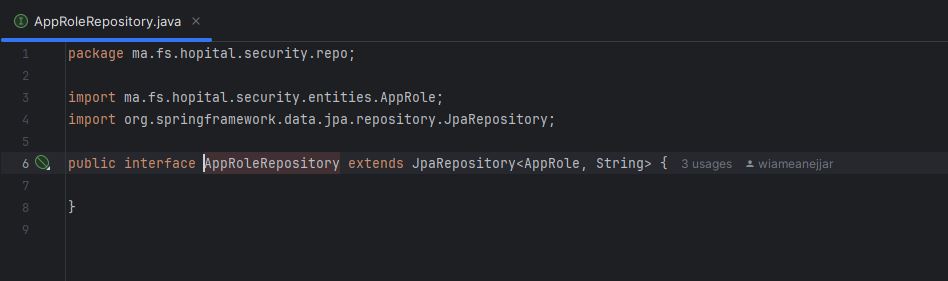 AppRoleRepository.java
1 package ma.fs.hopital.security.repo;
2
3 import ma.fs.hopital.security.entities.AppRole;
4 import org.springframework.data.jpa.repository.JpaRepository;
5
6 public interface AppRoleRepository extends JpaRepository<AppRole, String> { 3 usages wiameanejjar
7
8 }
9